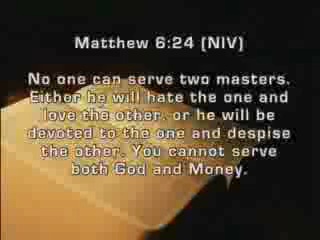 Matthew 6:24 (NIV)
No one can serve two masters.
Either he will hate the one and
love the other, or he will be
devoted to the one and despise
the other. You cannot serve
both God and Money.